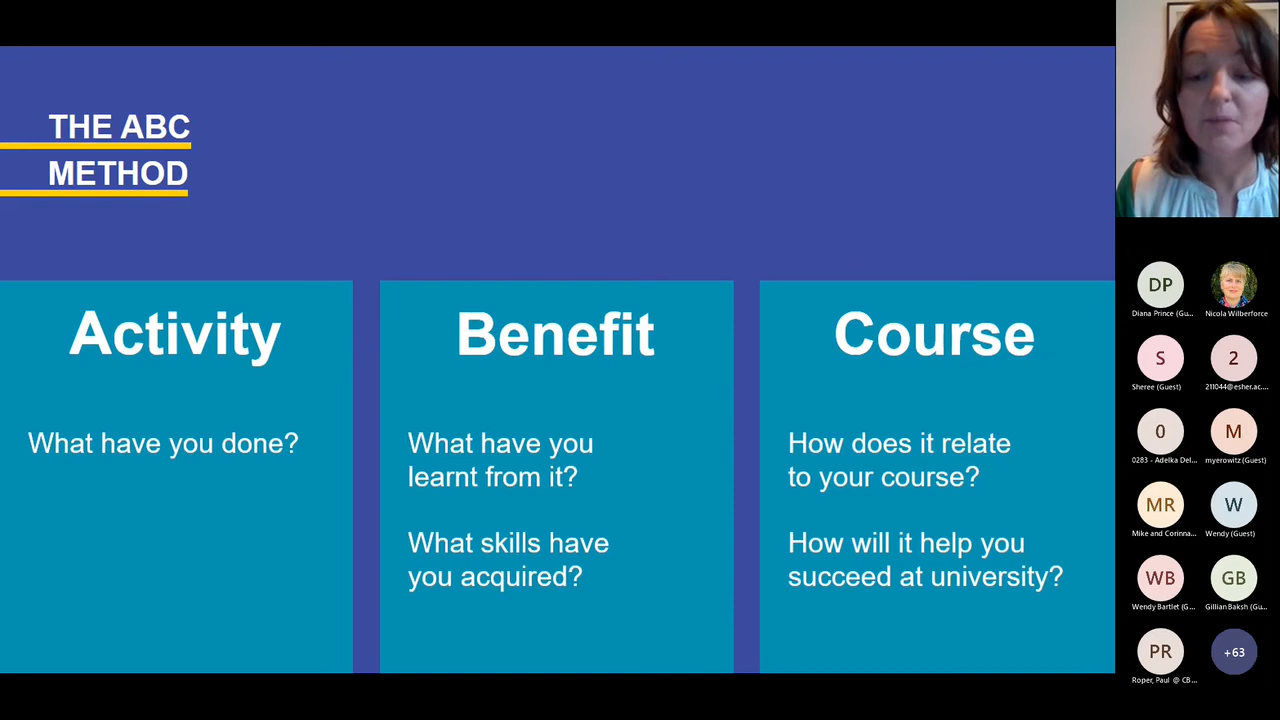 THE ABC
METHOD
Activity
What have you done?
Benefit
What have you
learnt from it?
What skills have
you acquired?
Course
How does it relate
to your course?
How will it help you
succeed at university?
DP
Diana Prince (Gu...
Nicola Wilberforce
S
Sheree (Guest)
2
211044@esher.ac....
0
0283 - Adelka Del...
M
myerowitz (Guest)
MR
Mike and Corinna...
W
Wendy (Guest)
WB
Wendy Bartlet (G...
GB
Gillian Baksh (Gu...
PR
Roper, Paul @ CB...
+63